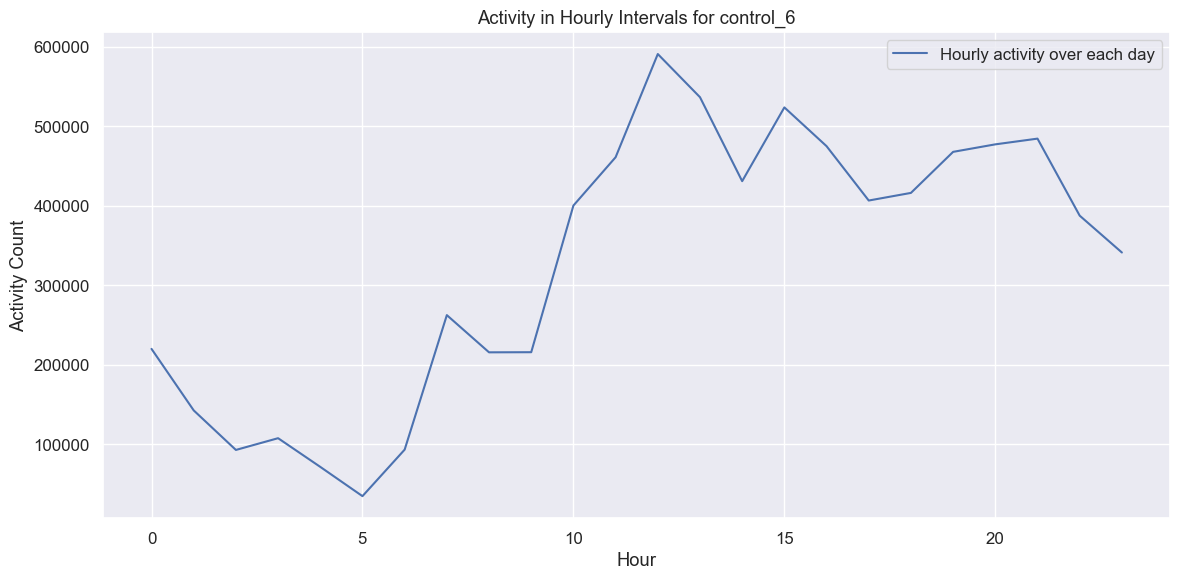 Activity in Hourly Intervals for control_6
Hourly activity over each day
600000
500000
400000
300000
200000
100000
Activity Count
0 5 10 15 20
Hour